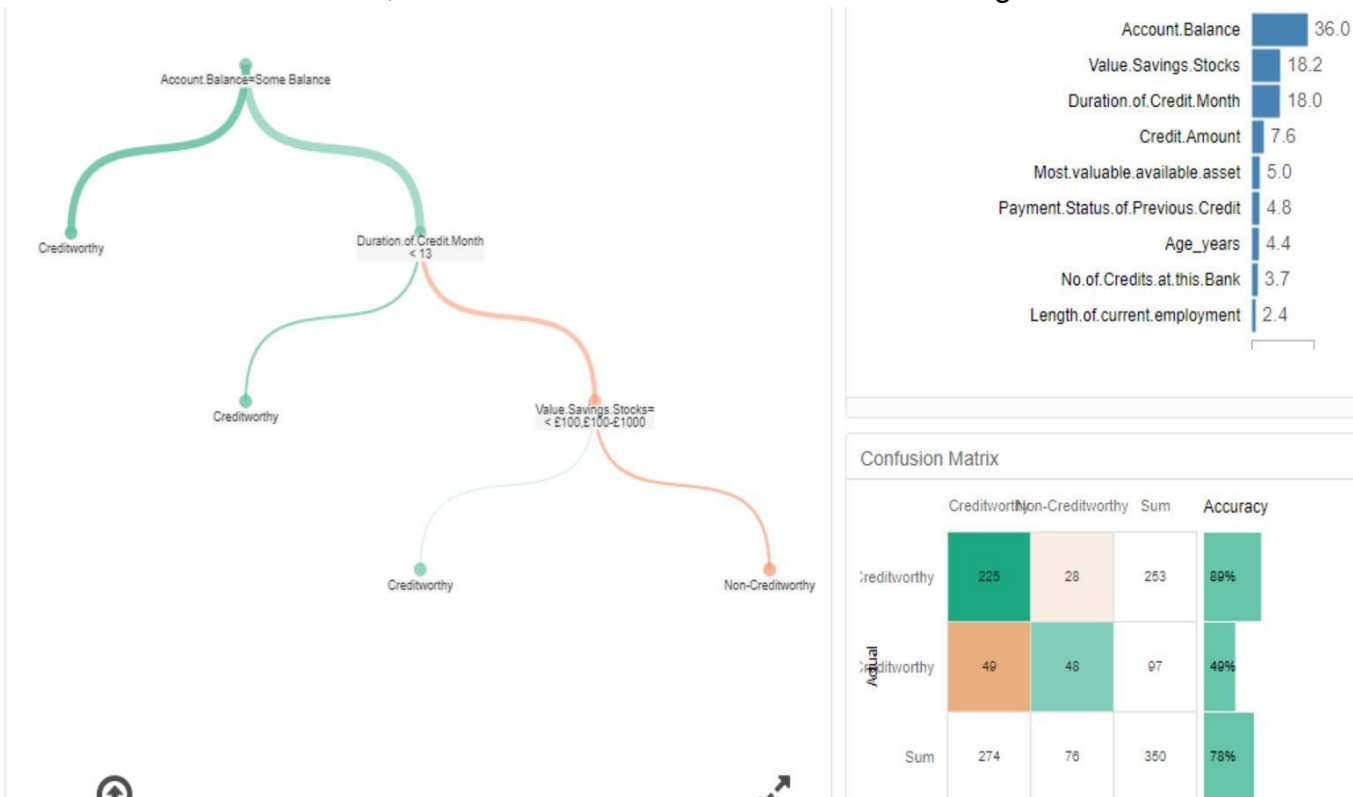 Account.Balance=Some Balance
Creditworthy
Duration.of.Credit.Month
< 13
Creditworthy
Value.Savings.Stocks=
< £100,£100-£1000
Creditworthy
Non-Creditworthy
Account.Balance 36.0
Value.Savings.Stocks 18.2
Duration.of.Credit.Month 18.0
Credit.Amount 7.6
Most.valuable.available.asset 5.0
Payment.Status.of.Previous.Credit 4.8
Age_years 4.4
No.of.Credits.at.this.Bank 3.7
Length.of.current.employment 2.4
Confusion Matrix
Sum Accuracy
reditworthy 225 28 253 89%
Actual
ditworthy 49 48 97 49%
Sum 274 76 350 78%